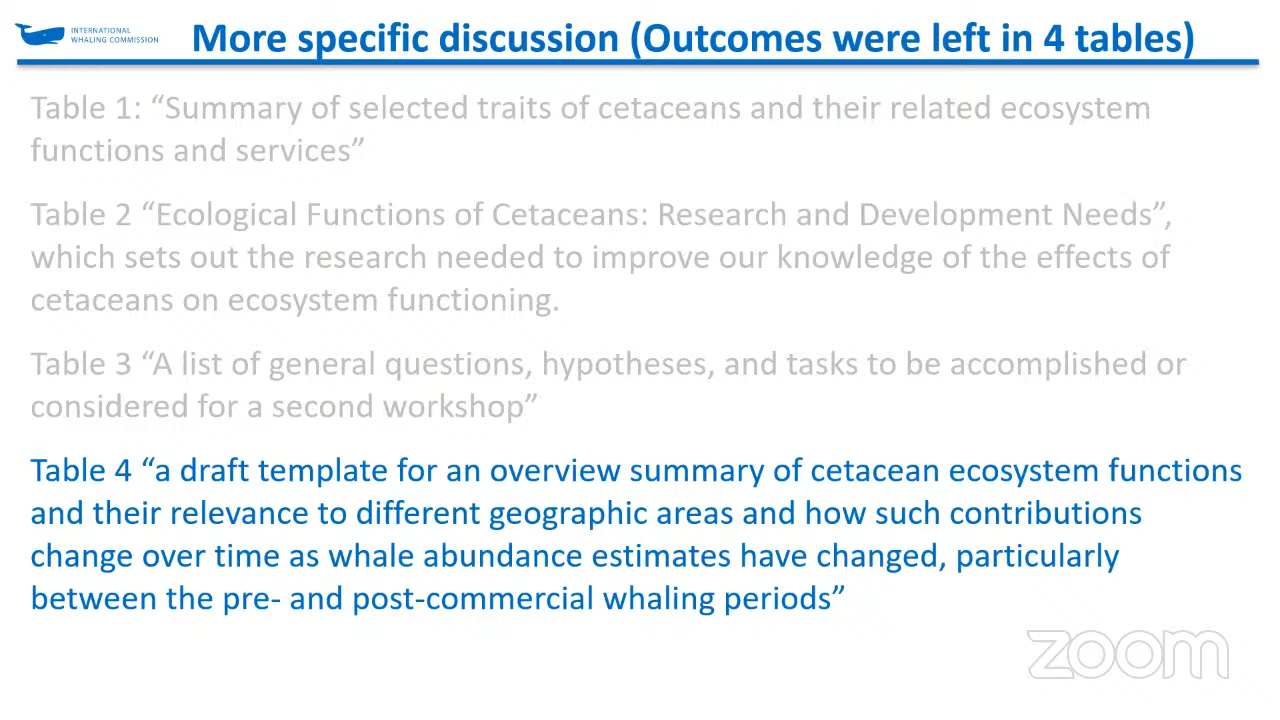 INTERNATIONAL
WHALING COMMISSION
More specific discussion (Outcomes were left in 4 tables)
Table 1: “Summary of selected traits of cetaceans and their related ecosystem
functions and services”
Table 2 “Ecological Functions of Cetaceans: Research and Development Needs”,
which sets out the research needed to improve our knowledge of the effects of
cetaceans on ecosystem functioning.
Table 3 “A list of general questions, hypotheses, and tasks to be accomplished or
considered for a second workshop”
Table 4 “a draft template for an overview summary of cetacean ecosystem functions
and their relevance to different geographic areas and how such contributions
change over time as whale abundance estimates have changed, particularly
between the pre- and post-commercial whaling periods”
zoom